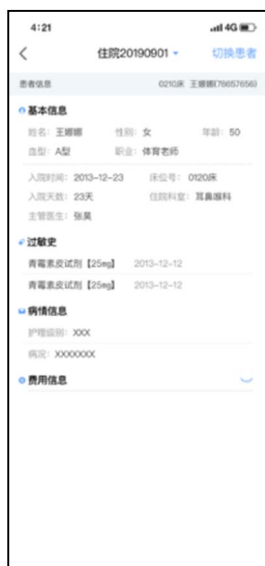 4:21 4G
住院20190901 切换患者
患者信息 0210床 王娜娜(76657656)
基本信息
姓名：王娜娜 性别：女 年龄：50
血型：A型 职业：体育老师
入院时间：2013-12-23 床位号：0120床
入院天数：23天 住院科室：耳鼻喉科
主管医生：张昊
过敏史
青霉素皮试剂【25mg】 2013-12-12
青霉素皮试剂【25mg】 2013-12-12
病情信息
护理级别：XXX
病况：XXXXXXX
费用信息